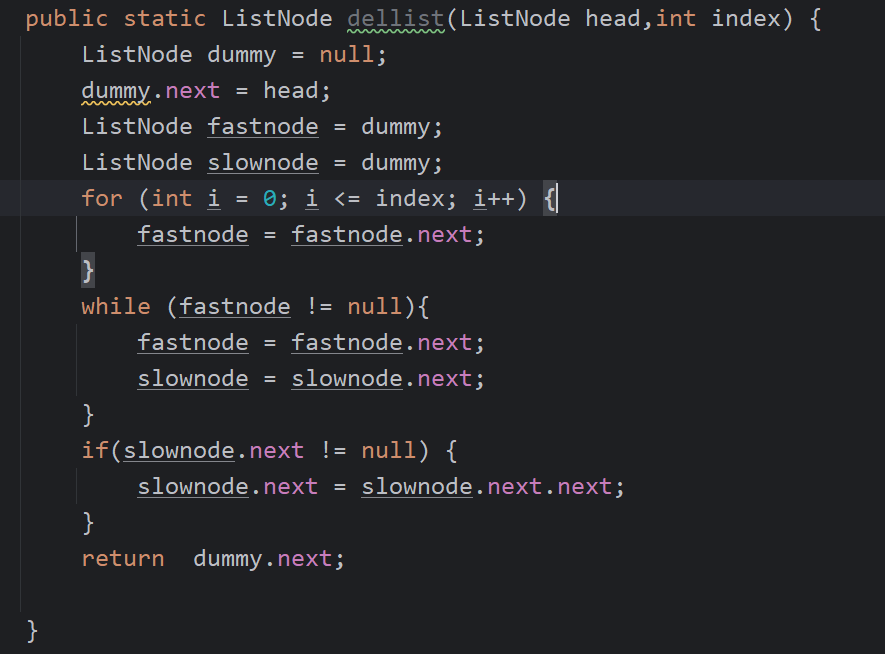 public static ListNode dellist(ListNode head,int index) {
    ListNode dummy = null;
    dummy.next = head;
    ListNode fastnode = dummy;
    ListNode slownode = dummy;
    for (int i = 0; i <= index; i++) {
        fastnode = fastnode.next;
    }
    while (fastnode != null){
        fastnode = fastnode.next;
        slownode = slownode.next;
    }
    if(slownode.next != null) {
        slownode.next = slownode.next.next;
    }
    return  dummy.next;
}